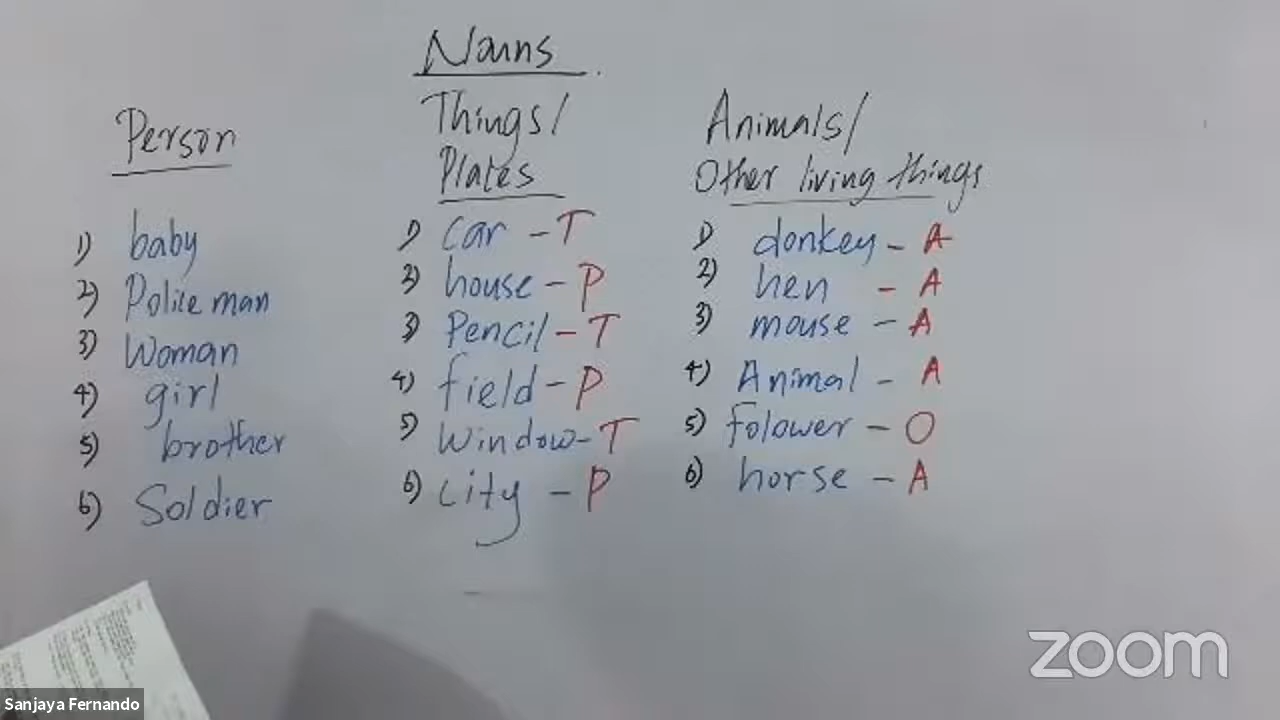 Nouns
Person
Things/
Plates
Animals/
Other living things
1) baby
2) Police man
3) Woman
4) girl
5) brother
6) Soldier
1) car - T
2) house - P
3) Pencil - T
4) field - P
5) window - T
6) city - P
1) donkey - A
2) hen - A
3) mouse - A
4) Animal - A
5) folower - O
6) horse - A
zoom
Sanjaya Fernando